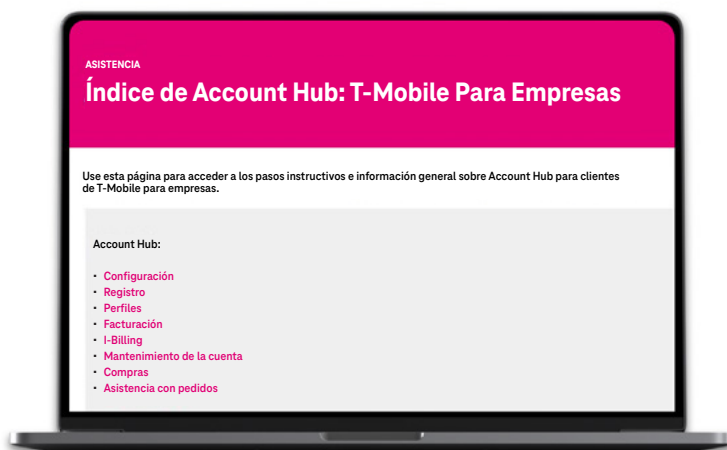 ASISTENCIA
Índice de Account Hub: T-Mobile Para Empresas
Use esta página para acceder a los pasos instructivos e información general sobre Account Hub para clientes
de T-Mobile para empresas.
Account Hub:
• Configuración
• Registro
• Perfiles
• Facturación
• I-Billing
• Mantenimiento de la cuenta
• Compras
• Asistencia con pedidos